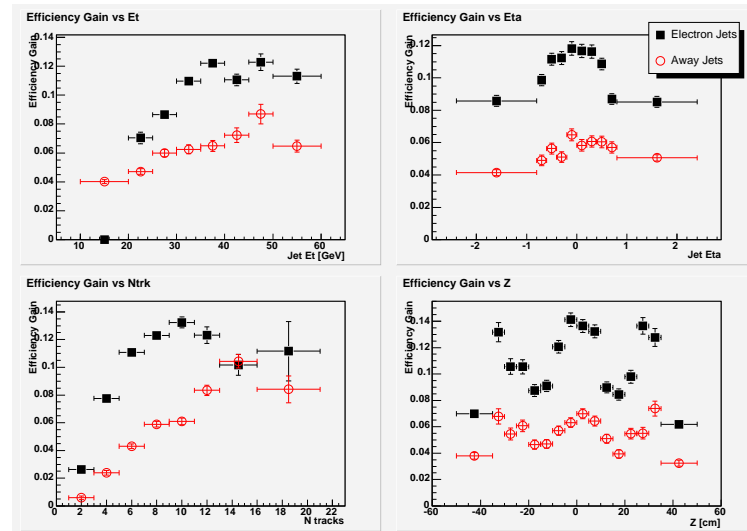 Efficiency Gain vs Et
Efficiency Gain
0.14
0.12
0.1
0.08
0.06
0.04
0.02
0
10 20 30 40 50 60
Jet Et [GeV]
Efficiency Gain vs Eta
Efficiency Gain
0.12
0.1
0.08
0.06
0.04
0.02
0
-2 -1 0 1 2
Jet Eta
Electron Jets
Away Jets
Efficiency Gain vs Ntrk
Efficiency Gain
0.14
0.12
0.1
0.08
0.06
0.04
0.02
0
0 2 4 6 8 10 12 14 16 18 20 22
N tracks
Efficiency Gain vs Z
Efficiency Gain
0.14
0.12
0.1
0.08
0.06
0.04
0.02
0
-60 -40 -20 0 20 40 60
Z [cm]